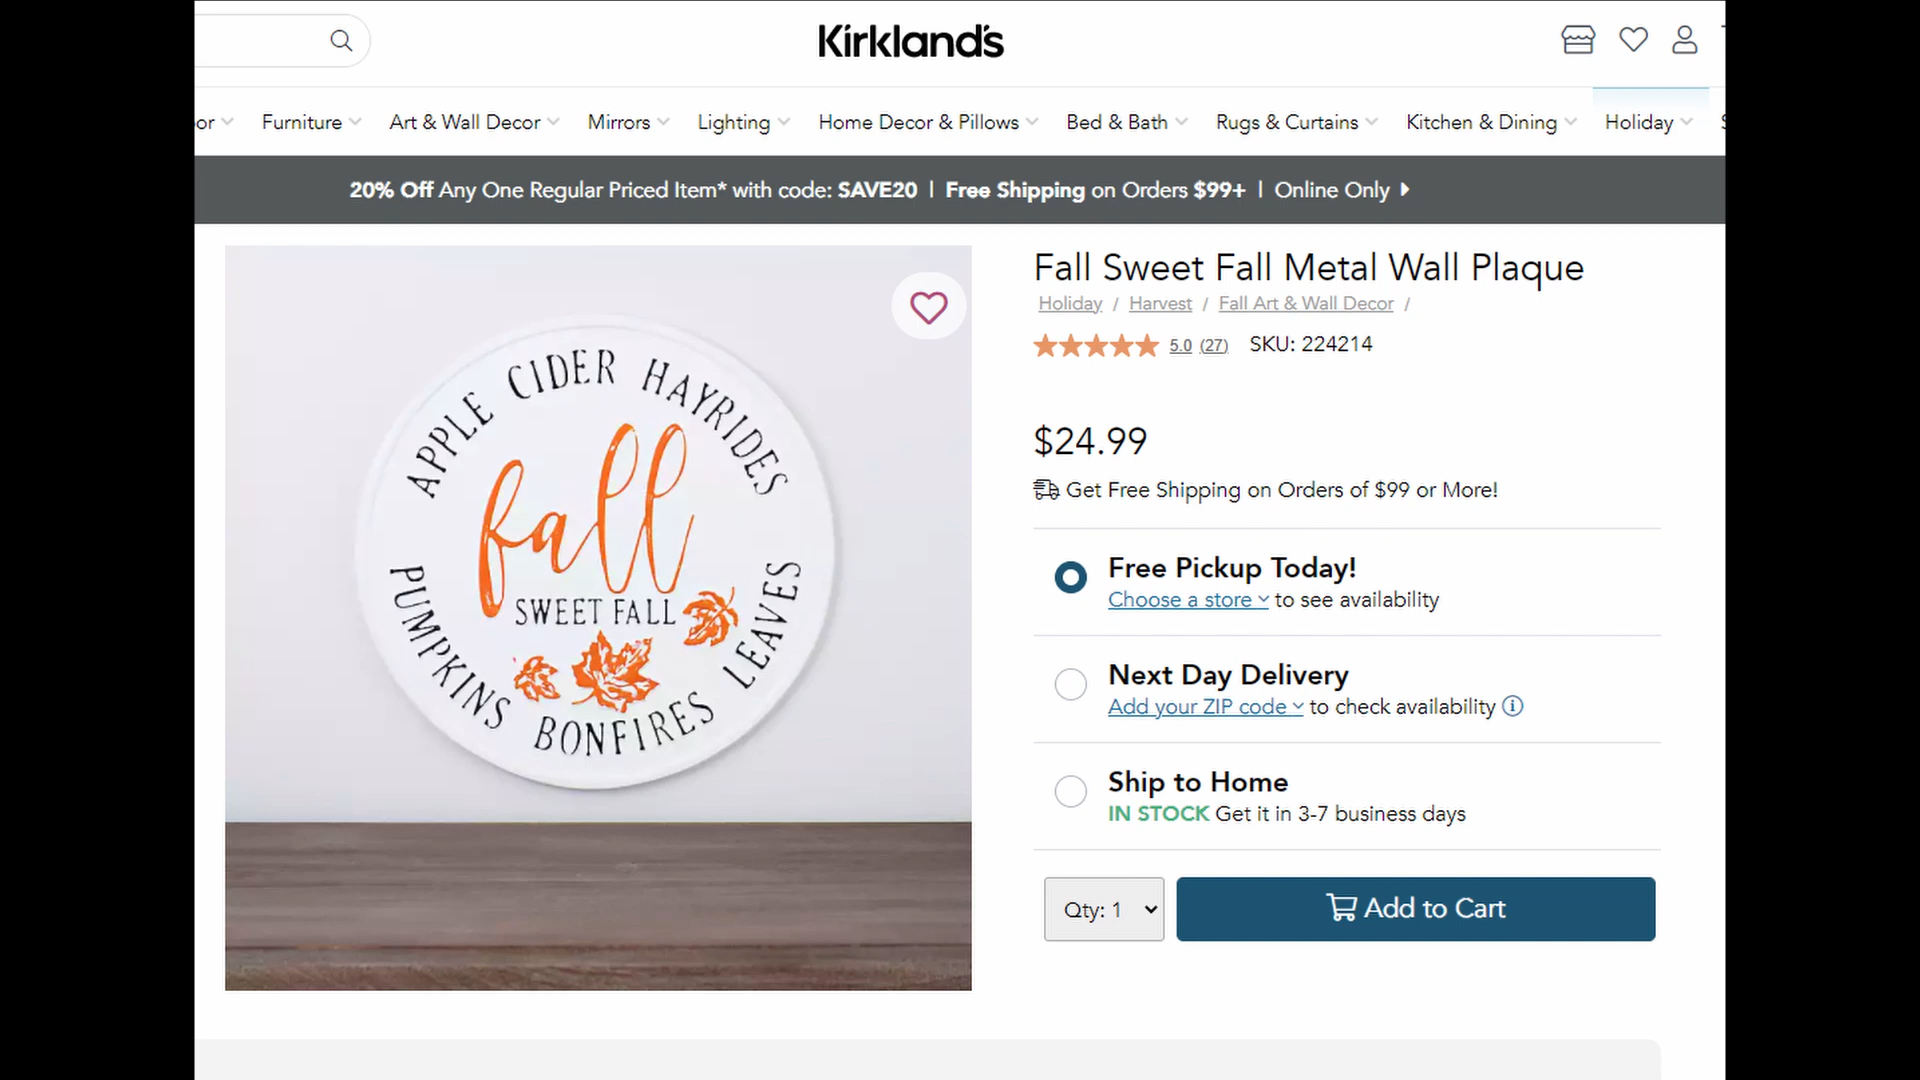 Kirkland's
Furniture
Art & Wall Decor
Mirrors
Lighting
Home Decor & Pillows
Bed & Bath
Rugs & Curtains
Kitchen & Dining
Holiday
20% Off Any One Regular Priced Item* with code: SAVE20 | Free Shipping on Orders $99+ | Online Only
APPLE CIDER HAYRIDES
fall
SWEET FALL
PUMPKINS BONFIRES LEAVES
Fall Sweet Fall Metal Wall Plaque
Holiday / Harvest / Fall Art & Wall Decor /
5.0 (27) SKU: 224214
$24.99
Get Free Shipping on Orders of $99 or More!
Free Pickup Today!
Choose a store to see availability
Next Day Delivery
Add your ZIP code to check availability
Ship to Home
IN STOCK Get it in 3-7 business days
Qty: 1
Add to Cart